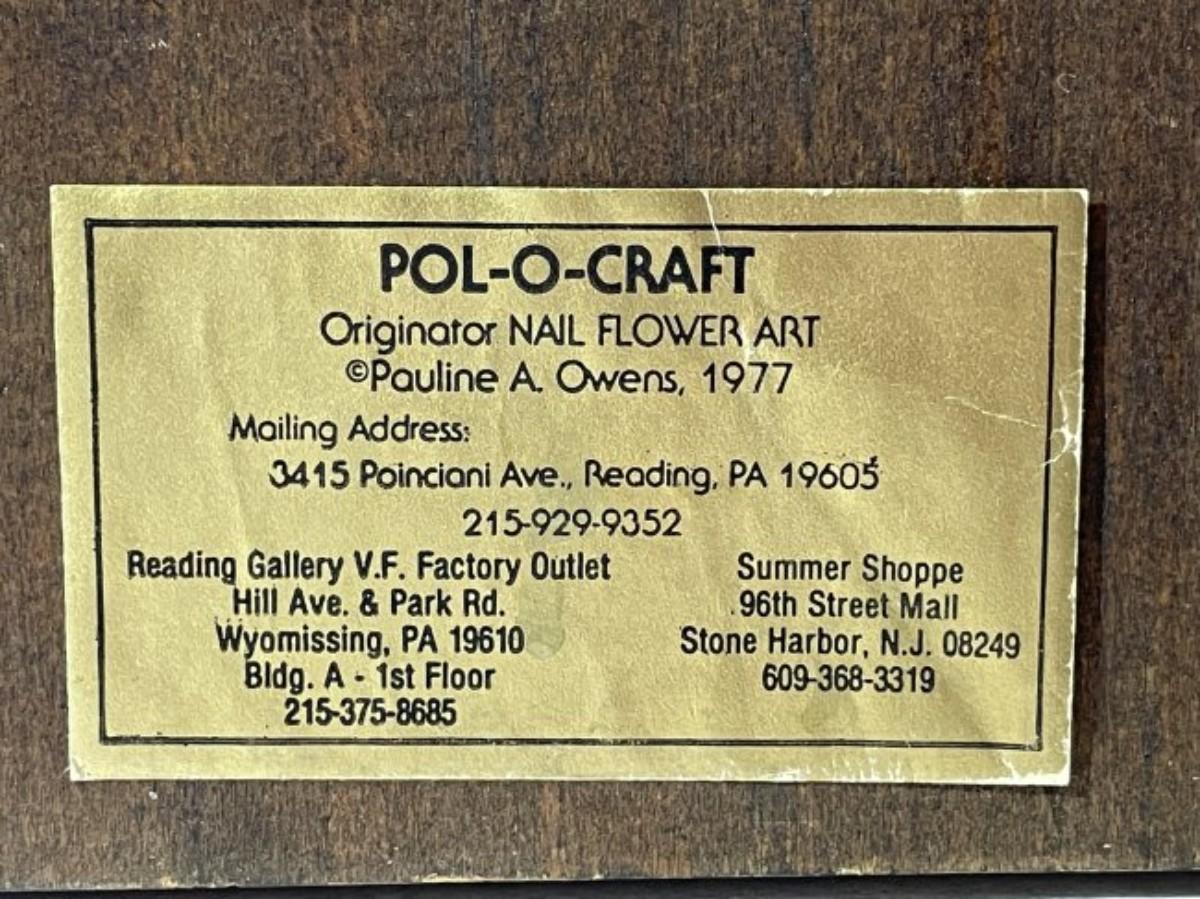 POL-O-CRAFT
Originator NAIL FLOWER ART
©Pauline A. Owens, 1977
Mailing Address:
3415 Poinciani Ave., Reading, PA 19605
215-929-9352
Reading Gallery V.F. Factory Outlet
Hill Ave. & Park Rd.
Wyomissing, PA 19610
Bldg. A - 1st Floor
215-375-8685
Summer Shoppe
96th Street Mall
Stone Harbor, N.J. 08249
609-368-3319